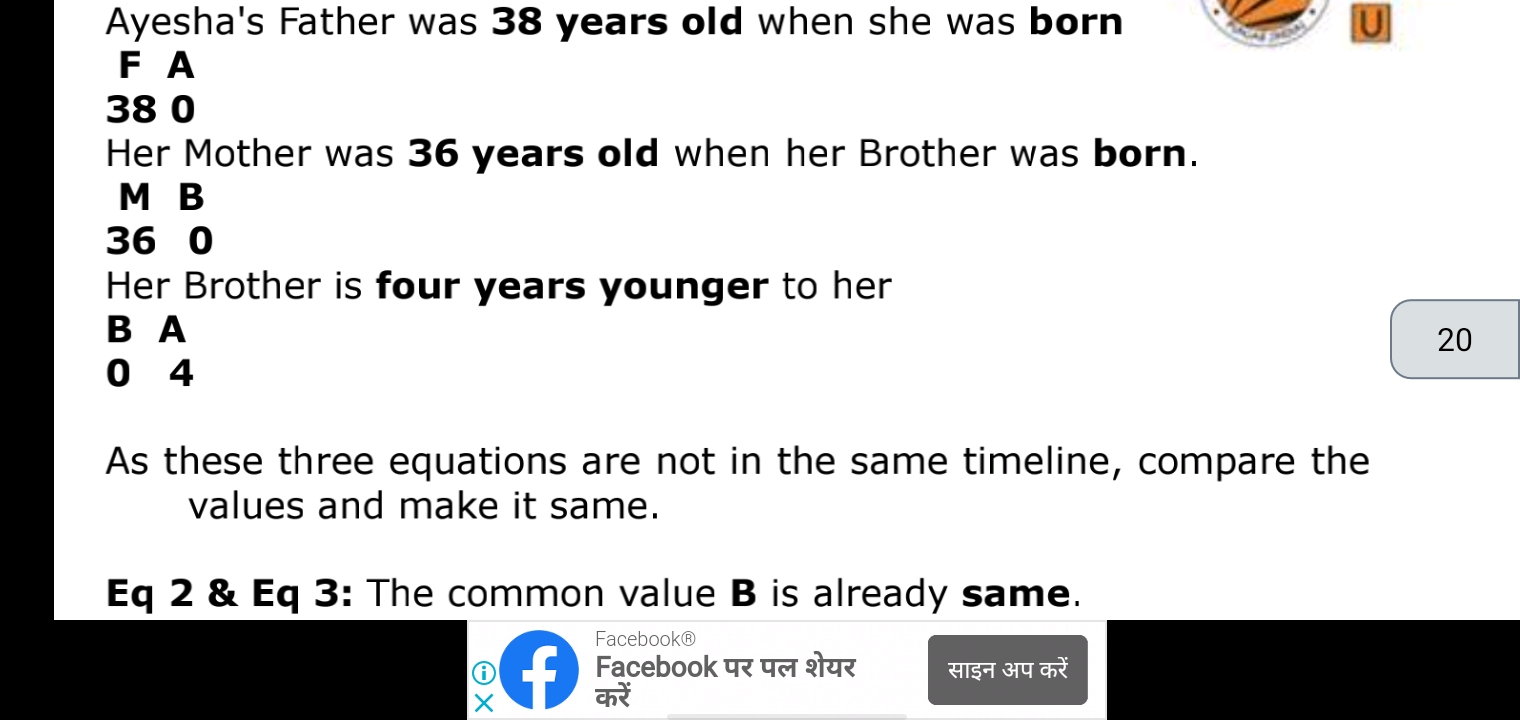 Ayesha's Father was 38 years old when she was born
F A
38 0
Her Mother was 36 years old when her Brother was born.
M B
36 0
Her Brother is four years younger to her
B A
0 4
As these three equations are not in the same timeline, compare the
values and make it same.
Eq 2 & Eq 3: The common value B is already same.
U
20
Facebook®
Facebook पर पल शेयर
करें
साइन अप करें